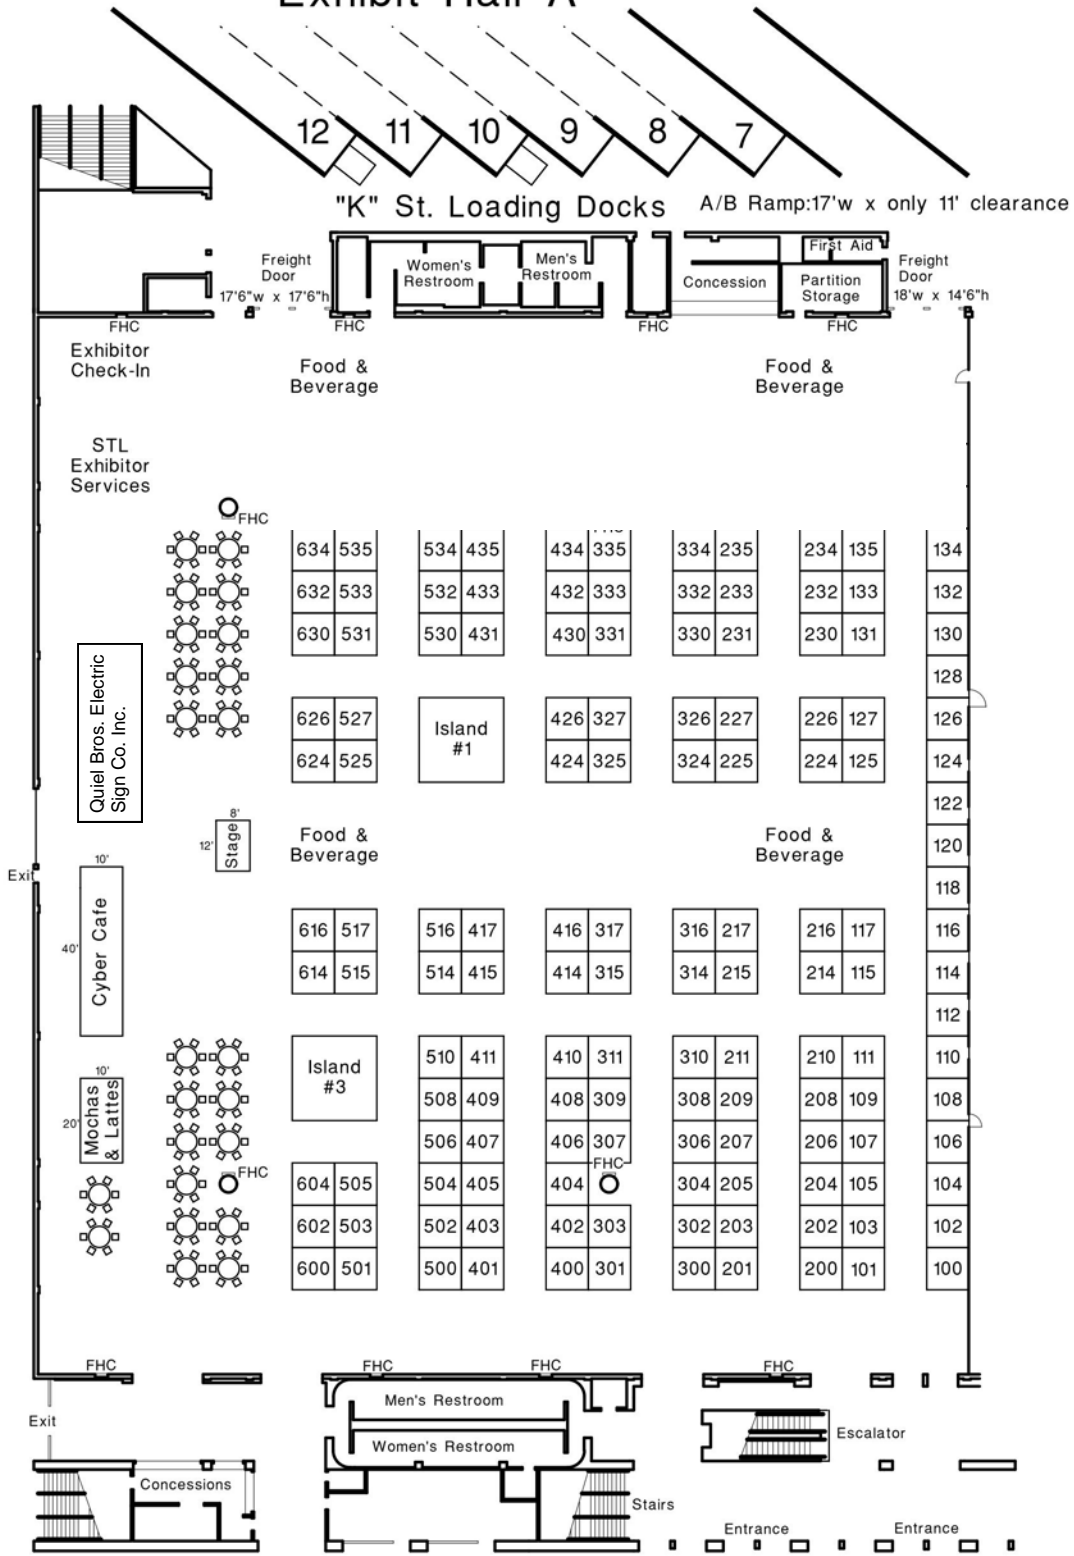 Exhibit Hall A
12 11 10 9 8 7
"K" St. Loading Docks
A/B Ramp:17'w x only 11' clearance
First Aid
Freight
Door
17'6"w x 17'6"h
Women's
Restroom
Men's
Restroom
Concession
Partition
Storage
Freight
Door
18'w x 14'6"h
FHC FHC FHC FHC
Exhibitor
Check-In
Food &
Beverage
Food &
Beverage
STL
Exhibitor
Services
FHC
634 535 534 435 434 335 334 235 234 135 134
632 533 532 433 432 333 332 233 232 133 132
630 531 530 431 430 331 330 231 230 131 130
128
626 527 426 327 326 227 226 127 126
Island
#1
624 525 424 325 324 225 224 125 124
Quiel Bros. Electric
Sign Co. Inc.
122
8'
12'
Stage
Food &
Beverage
Food &
Beverage
120
Exit
10'
40'
Cyber Cafe
118
616 517 516 417 416 317 316 217 216 117 116
614 515 514 415 414 315 314 215 214 115 114
112
Island
#3
510 411 410 311 310 211 210 111 110
10'
20'
Mochas
& Lattes
508 409 408 309 308 209 208 109 108
506 407 406 307 306 207 206 107 106
FHC
FHC
604 505 504 405 404 304 205 204 105 104
602 503 502 403 402 303 302 203 202 103 102
600 501 500 401 400 301 300 201 200 101 100
FHC FHC FHC FHC
Men's Restroom
Exit
Escalator
Women's Restroom
Concessions
Stairs
Entrance Entrance